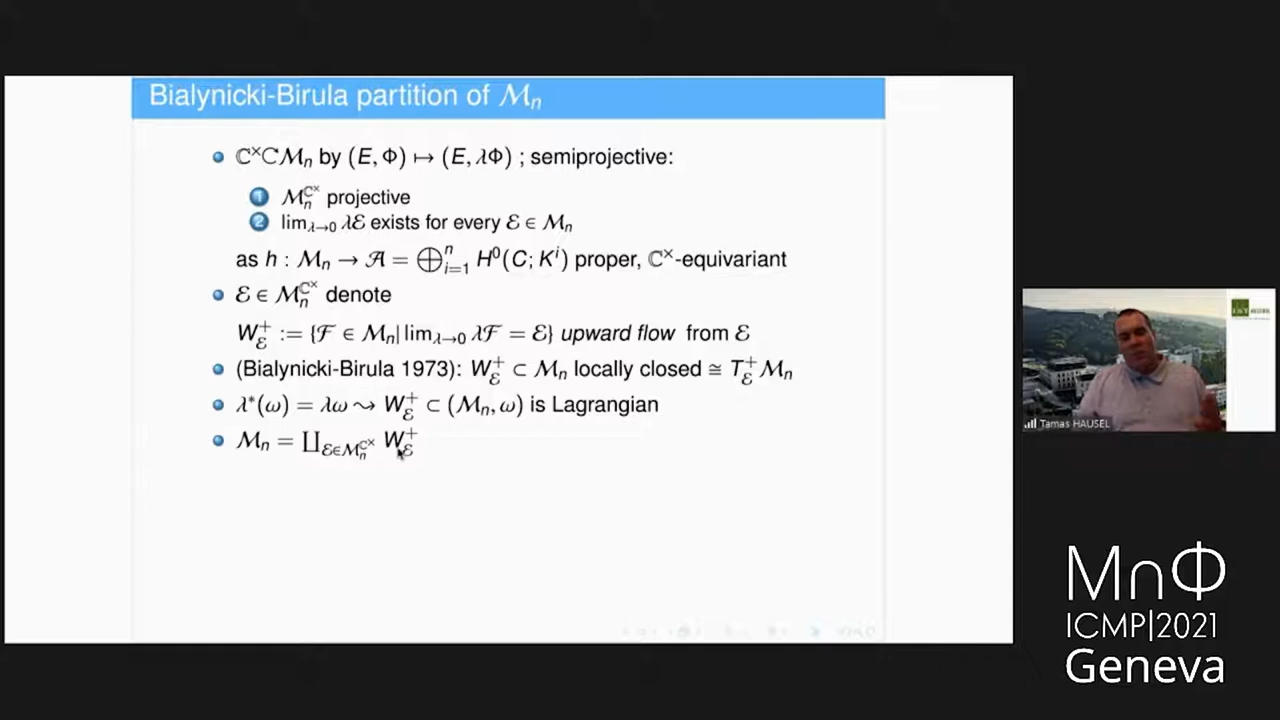 Bialynicki-Birula partition of 𝓜ₙ
ℂ^×⊂𝓜ₙ by (E, Φ) ↦ (E, λΦ) ; semiprojective:
1 𝓜ₙ^{ℂ^×} projective
2 lim_{λ→0} λ𝓔 exists for every 𝓔 ∈ 𝓜ₙ
as h : 𝓜ₙ → 𝓐 = ⊕_{i=1}^{n} H⁰(C; Kⁱ) proper, ℂ^×-equivariant
𝓔 ∈ 𝓜ₙ^{ℂ^×} denote
W_𝓔^+ := {𝓕 ∈ 𝓜ₙ| lim_{λ→0} λ𝓕 = 𝓔} upward flow from 𝓔
(Bialynicki-Birula 1973): W_𝓔^+ ⊂ 𝓜ₙ locally closed ≅ T_𝓔^+ 𝓜ₙ
λ*(ω) = λω ⇝ W_𝓔^+ ⊂ (𝓜ₙ, ω) is Lagrangian
𝓜ₙ = ∐_{𝓔∈𝓜ₙ^{ℂ^×}} W_𝓔^+
Tamas HAUSEL
M∩Φ
ICMP|2021
Geneva